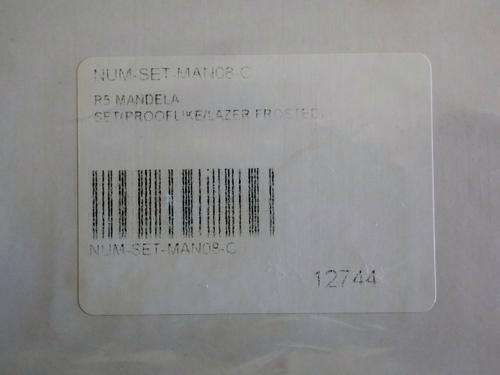 NUM-SET-MAN08-C
R5 MANDELA
SET(PROOFLIKE/LAZER FROSTED)
NUM-SET-MAN08-C
12744